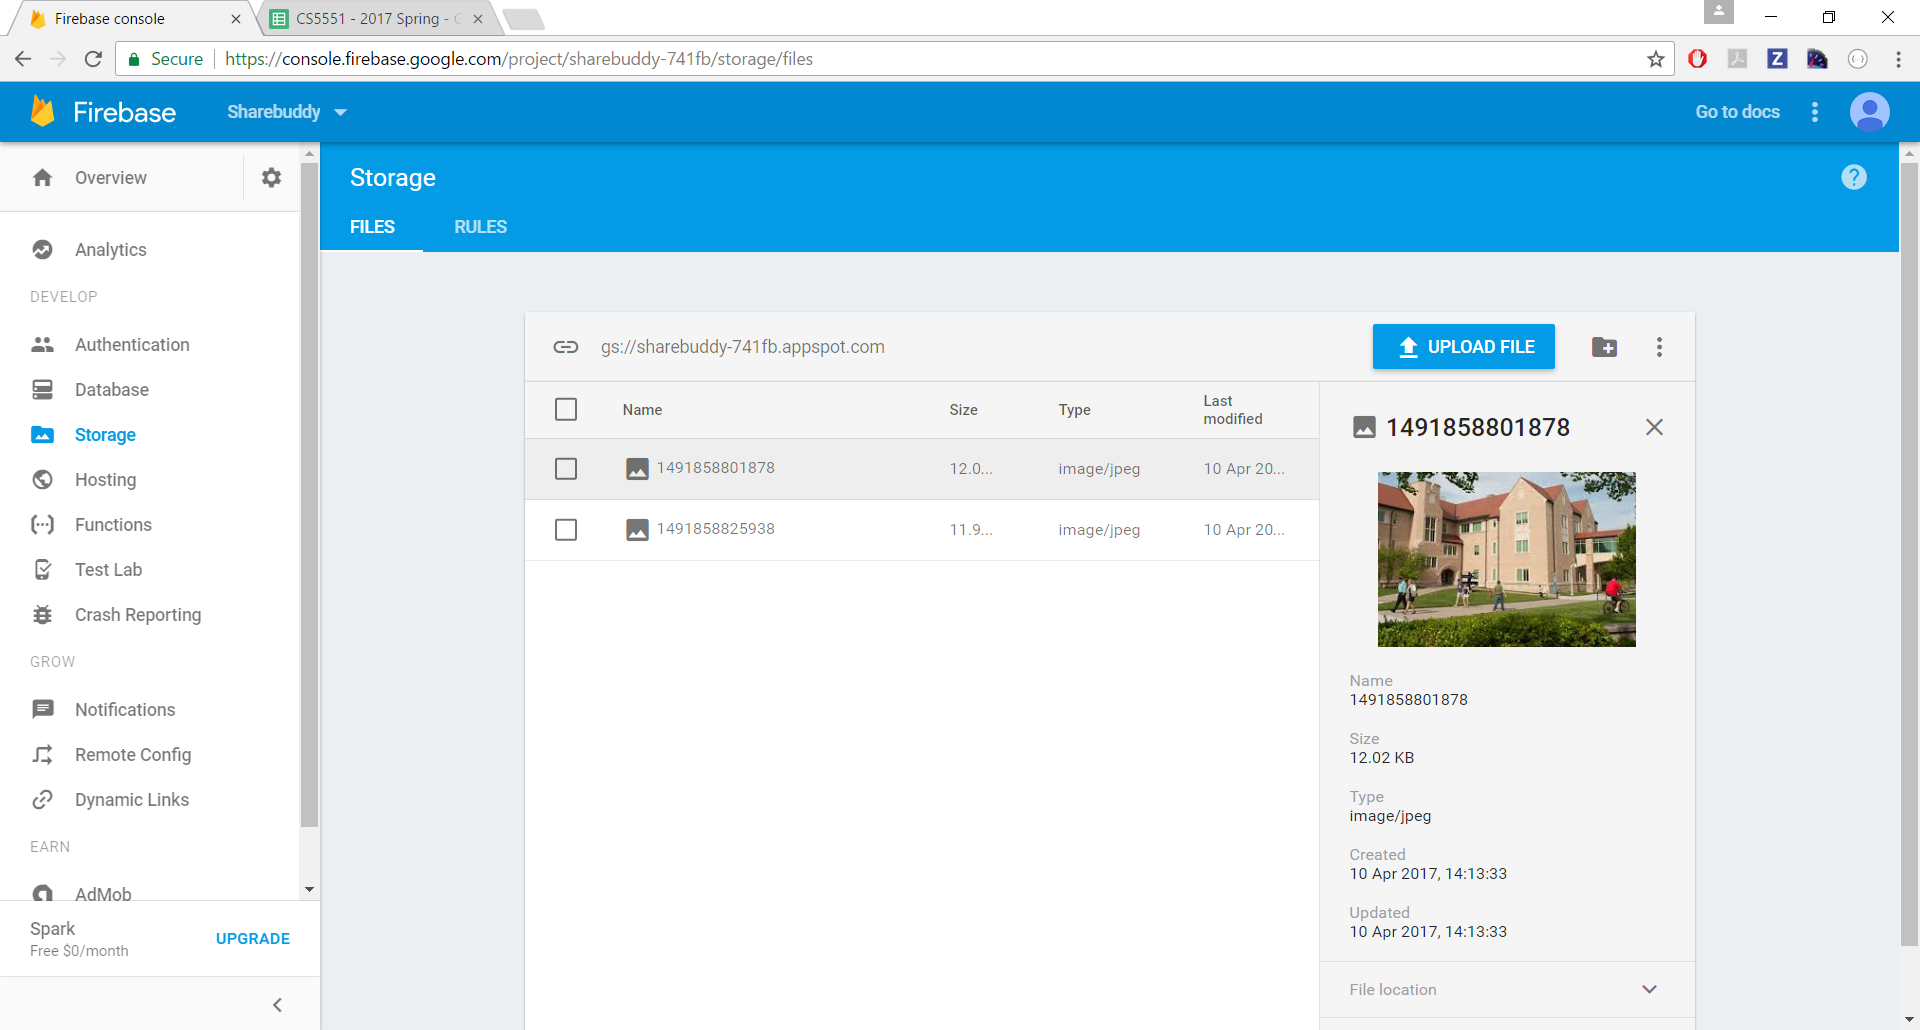 Firebase console
CS5551 - 2017 Spring -
Secure
https://console.firebase.google.com/project/sharebuddy-741fb/storage/files
Z
Firebase
Sharebuddy
Go to docs
Overview
Storage
?
FILES
RULES
Analytics
DEVELOP
Authentication
Database
Storage
Hosting
Functions
Test Lab
Crash Reporting
GROW
Notifications
Remote Config
Dynamic Links
EARN
AdMob
Spark
Free $0/month
UPGRADE
gs://sharebuddy-741fb.appspot.com
UPLOAD FILE
Name
Size
Type
Last
modified
1491858801878
12.0...
image/jpeg
10 Apr 20...
1491858825938
11.9...
image/jpeg
10 Apr 20...
1491858801878
Name
1491858801878
Size
12.02 KB
Type
image/jpeg
Created
10 Apr 2017, 14:13:33
Updated
10 Apr 2017, 14:13:33
File location